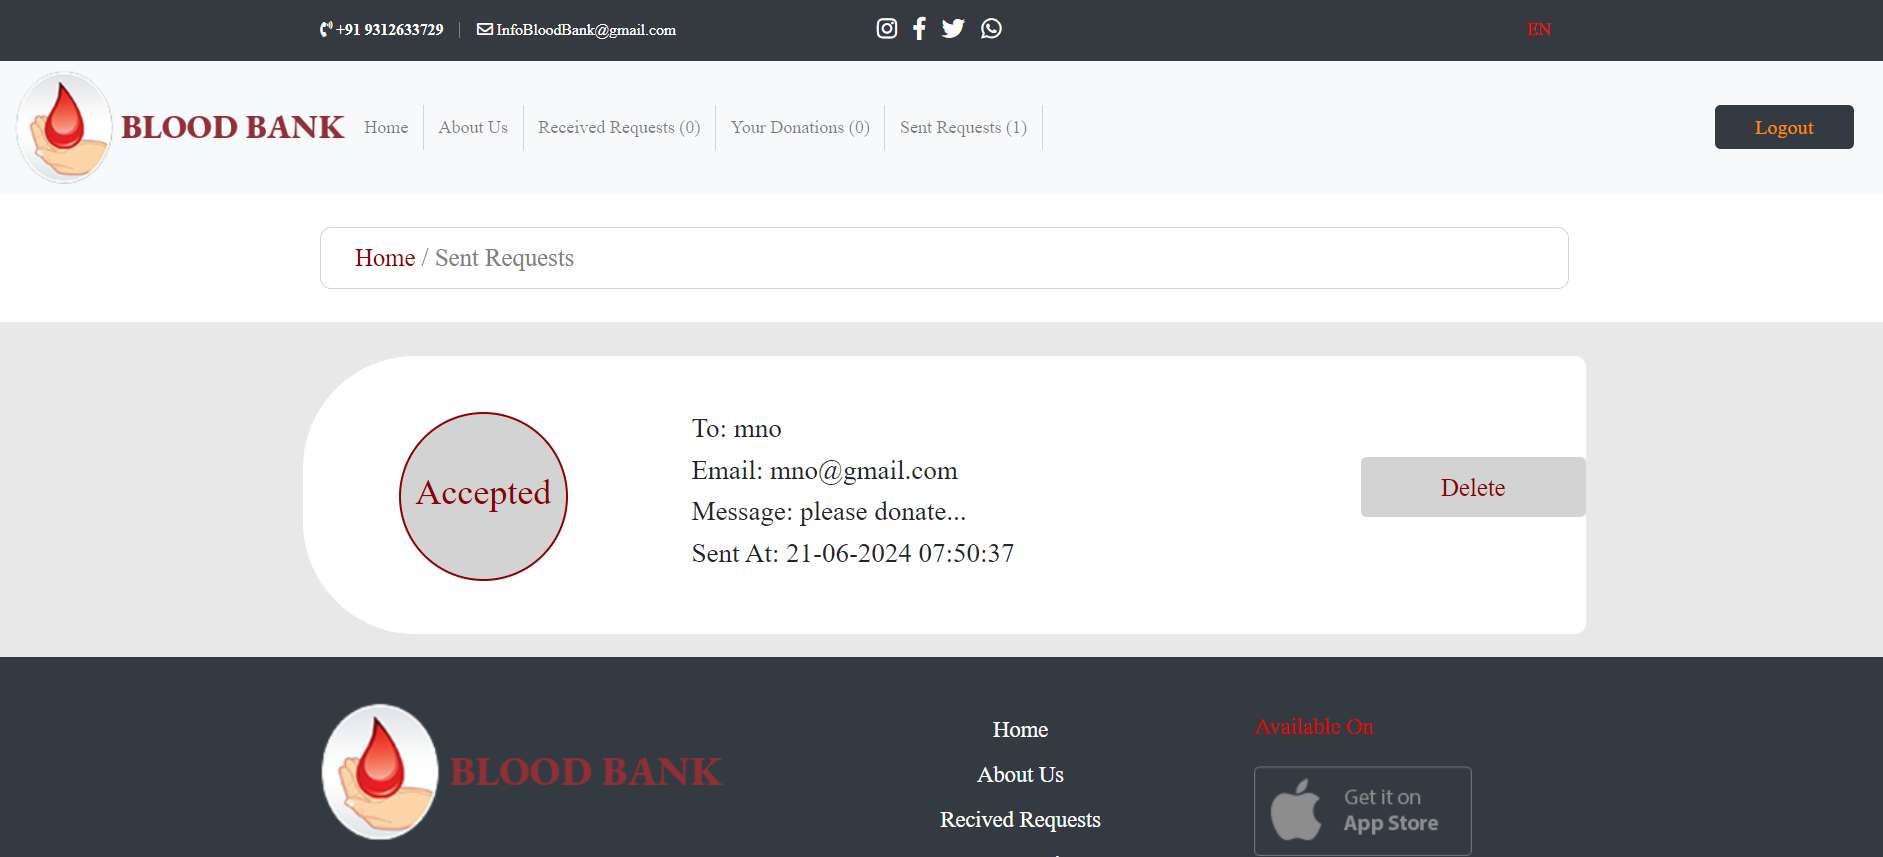 +91 9312633729
InfoBloodBank@gmail.com
EN
BLOOD BANK
Home
About Us
Received Requests (0)
Your Donations (0)
Sent Requests (1)
Logout
Home / Sent Requests
Accepted
To: mno
Email: mno@gmail.com
Message: please donate...
Sent At: 21-06-2024 07:50:37
Delete
BLOOD BANK
Home
About Us
Recived Requests
Available On
Get it on
App Store